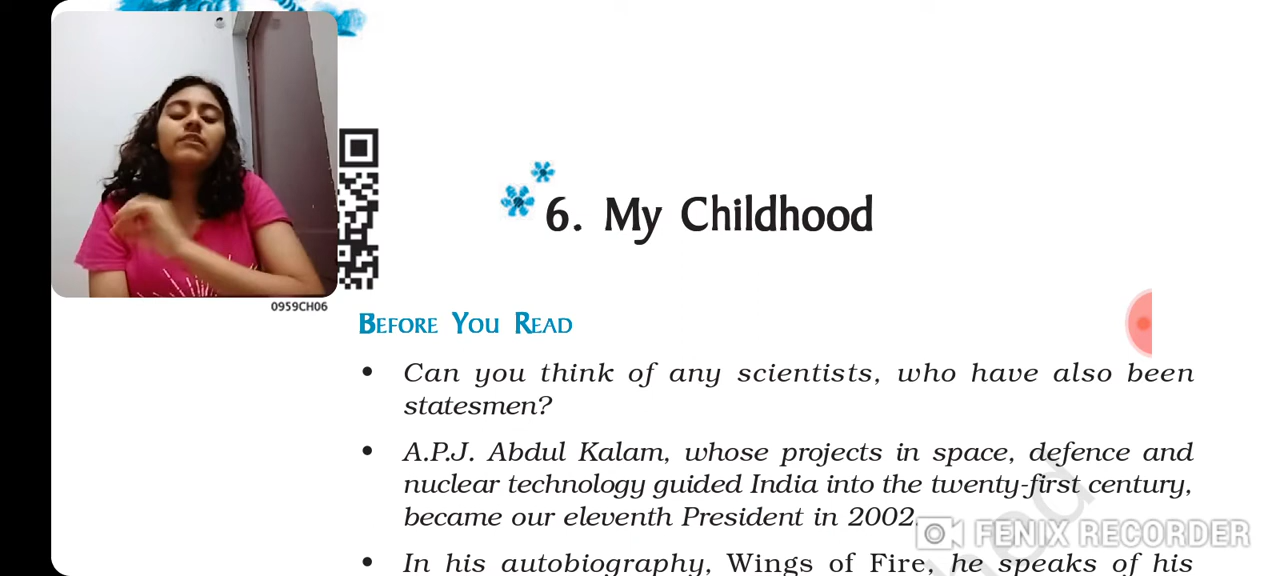 6. My Childhood
0959CH06
BEFORE YOU READ
• Can you think of any scientists, who have also been
statesmen?
• A.P.J. Abdul Kalam, whose projects in space, defence and
nuclear technology guided India into the twenty-first century,
became our eleventh President in 2002.
FENIX RECORDER
• In his autobiography, Wings of Fire, he speaks of his